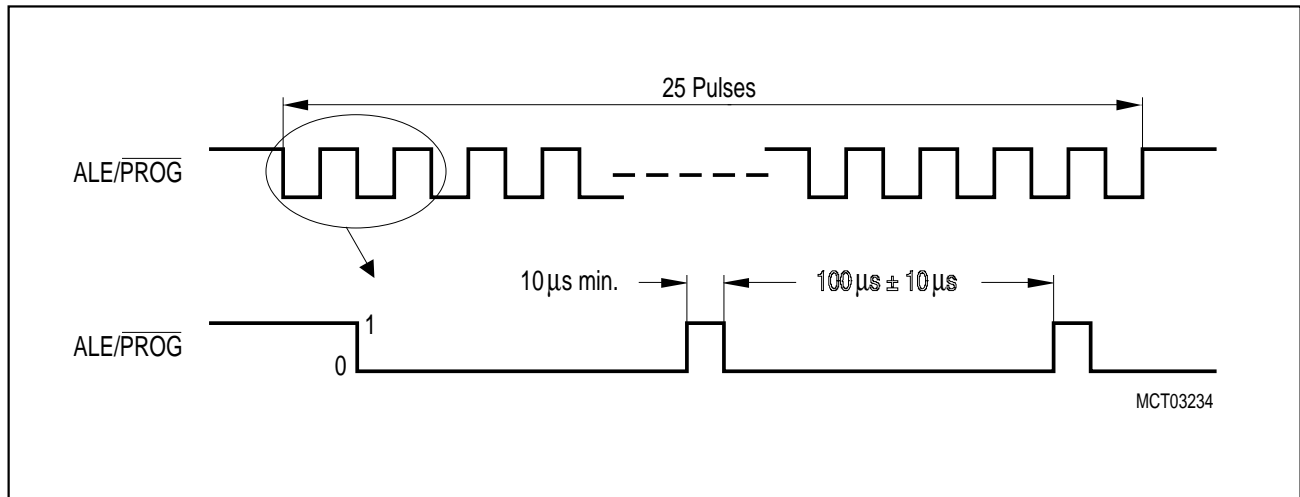 25 Pulses
ALE/PROG
10 µs min.
100 µs ± 10 µs
ALE/PROG
1
0
MCT03234